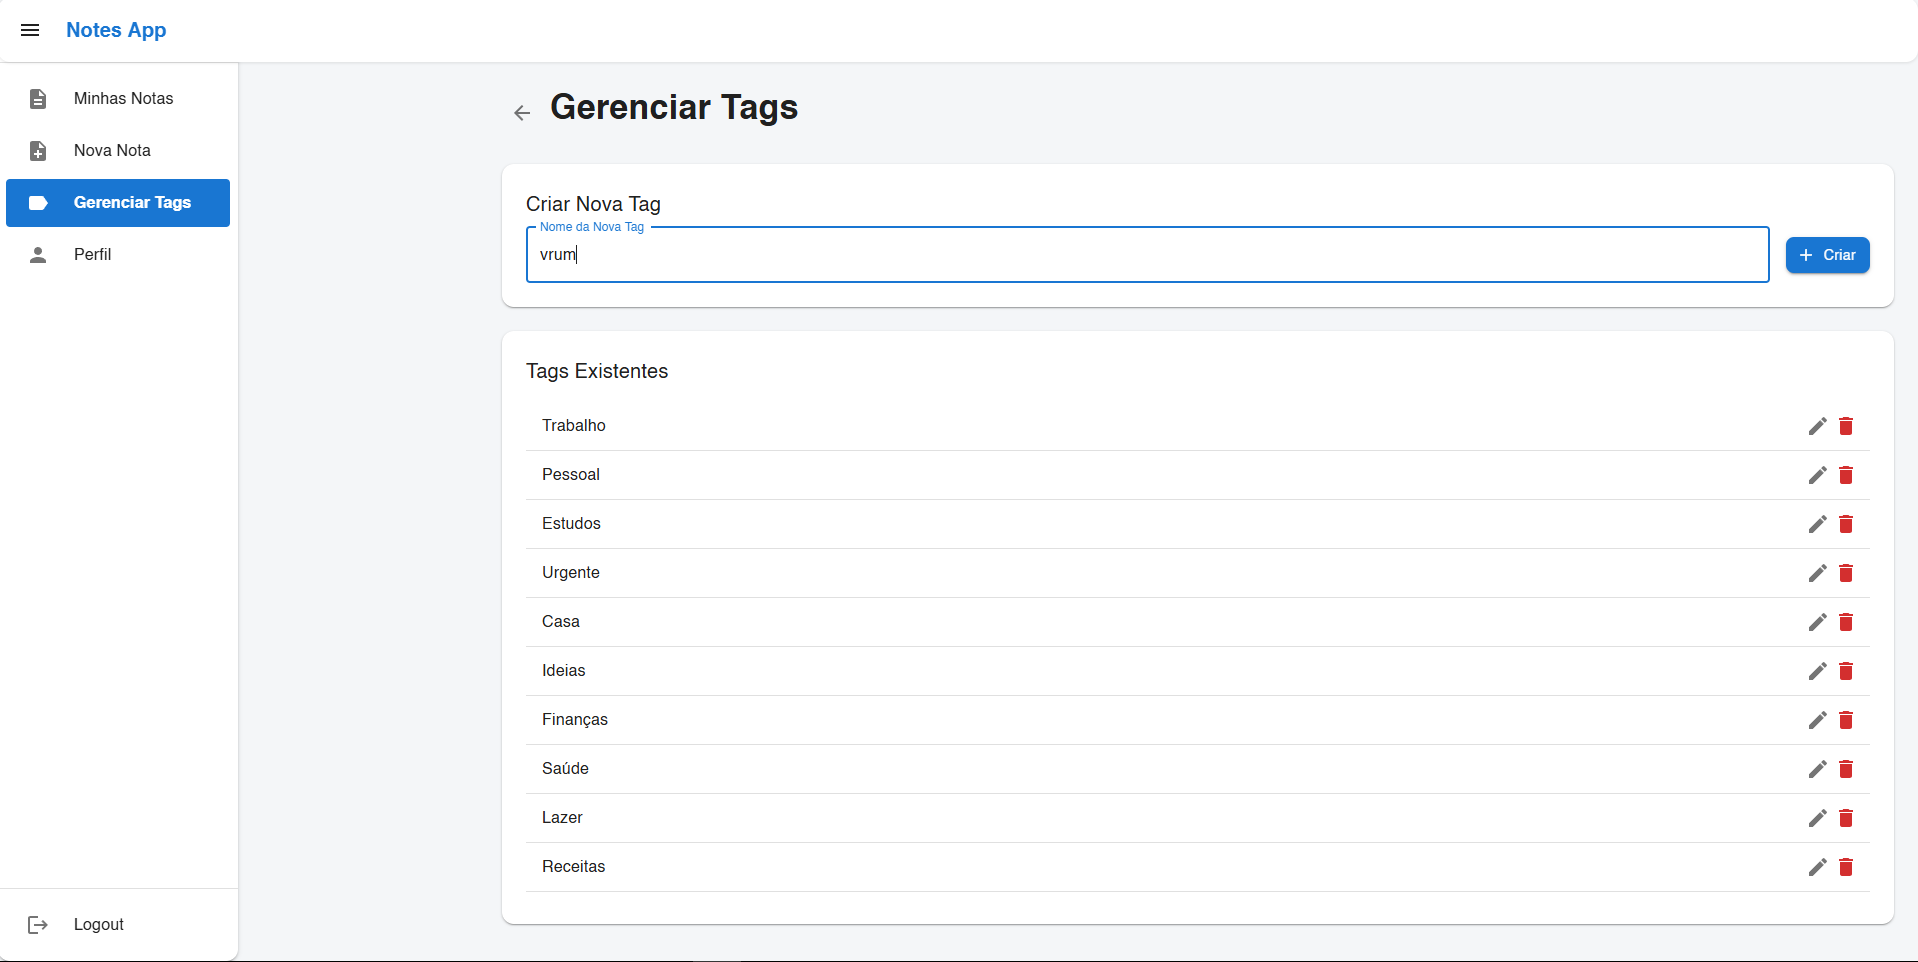 Notes App
Minhas Notas
Nova Nota
Gerenciar Tags
Perfil
Logout
Gerenciar Tags
Criar Nova Tag
Nome da Nova Tag
vrum
Criar
Tags Existentes
Trabalho
Pessoal
Estudos
Urgente
Casa
Ideias
Finanças
Saúde
Lazer
Receitas